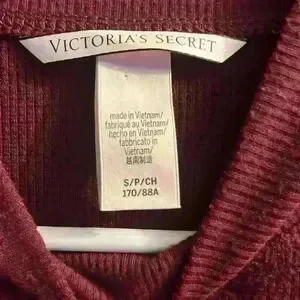 VICTORIA'S SECRET
made in Vietnam/
fabriqué au Vietnam/
hecho en Vietnam/
fabbricato in
Vietnam/
越南制造
S/P/CH
170/88A